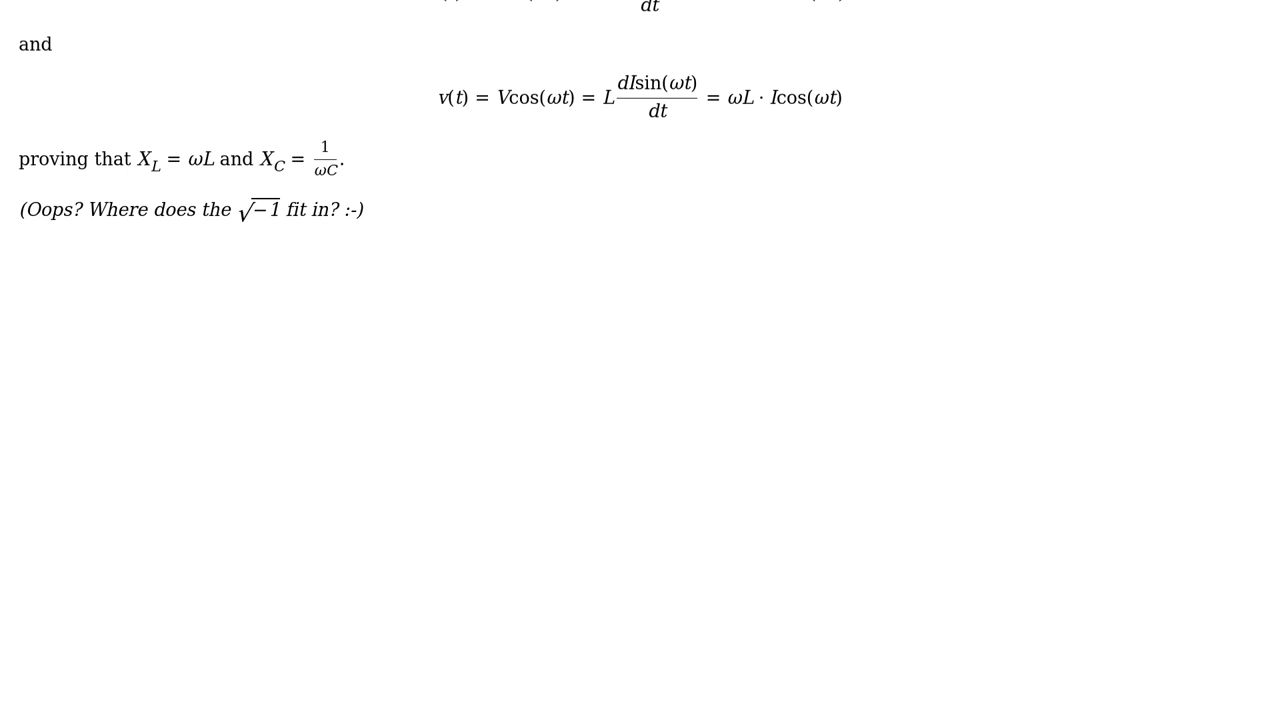 dt
and
v(t) = Vcos(ωt) = L dIsin(ωt)/dt = ωL · Icos(ωt)
proving that X_L = ωL and X_C = 1/ωC.
(Oops? Where does the √−1 fit in? :-)